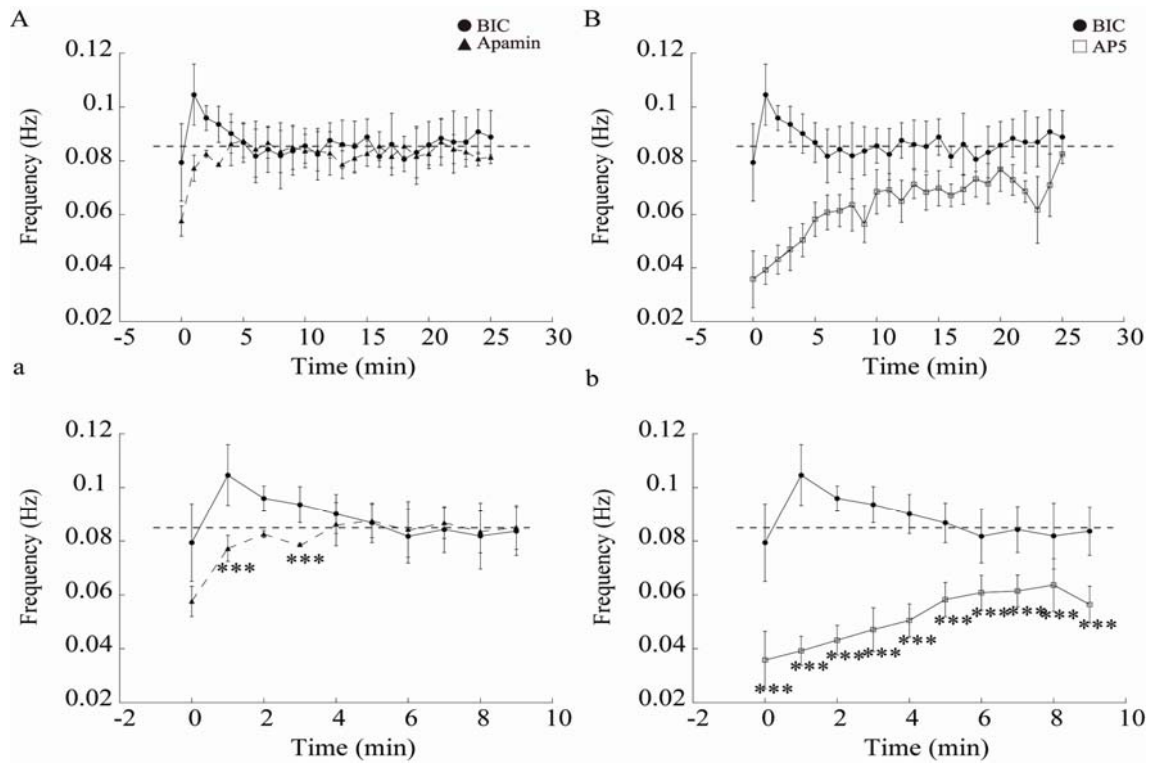 A
BIC
Apamin
0.12
0.1
0.08
0.06
0.04
0.02
Frequency (Hz)
-5 0 5 10 15 20 25 30
Time (min)
B
BIC
AP5
0.12
0.1
0.08
0.06
0.04
0.02
Frequency (Hz)
-5 0 5 10 15 20 25 30
Time (min)
a
0.12
0.1
0.08
0.06
0.04
0.02
Frequency (Hz)
*** ***
-2 0 2 4 6 8 10
Time (min)
b
0.12
0.1
0.08
0.06
0.04
0.02
Frequency (Hz)
*** *** *** *** *** *** *** *** *** ***
-2 0 2 4 6 8 10
Time (min)